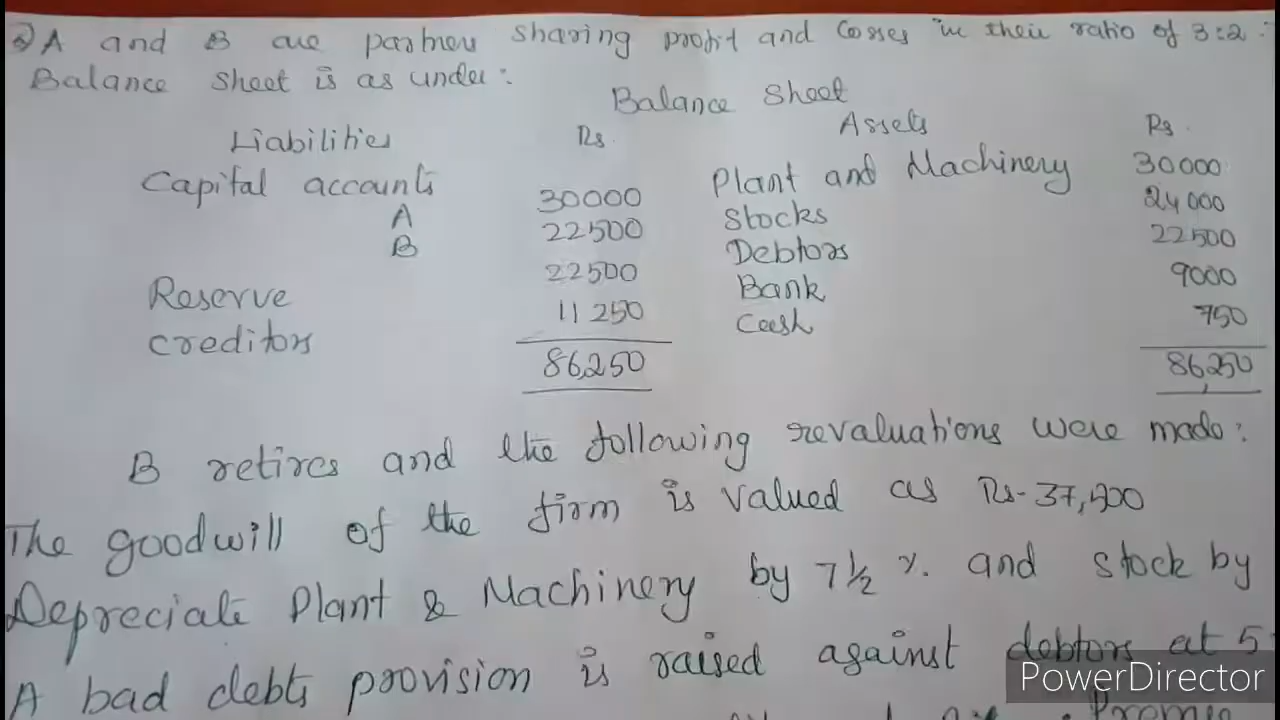 A and B are partners sharing profit and losses in their ratio of 3:2
Balance Sheet is as under:
Balance Sheet
Liabilities Rs. Assets Rs.
Capital accounts Plant and Machinery 30000
A 30000 Stocks 24000
B 22500 Debtors 22500
Reserve 22500 Bank 9000
creditors 11250 Cash 750
86,250 86,250
B retires and the following revaluations were made:
The goodwill of the firm is valued as Rs.
Depreciate Plant & Machinery by 7½ %. and stock by
A bad debts provision is raised against debtors at 5
PowerDirector